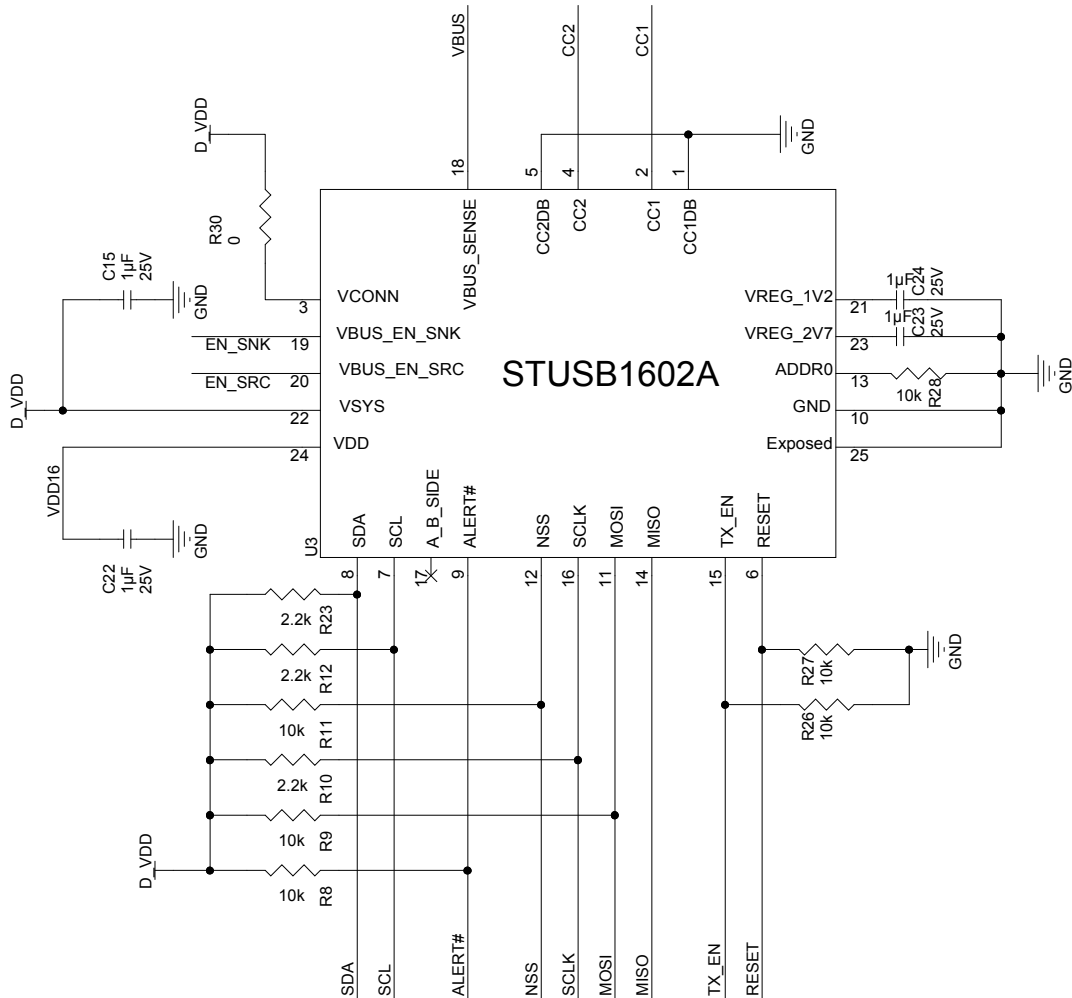 VBUS
CC2
CC1
D_VDD
18
5
4
2
1
GND
R30
0
VBUS_SENSE
CC2DB
CC2
CC1
CC1DB
C15
1µF
25V
GND
3
VCONN
VREG_1V2
21
1µF
C24
25V
EN_SNK
19
VBUS_EN_SNK
VREG_2V7
23
1µF
C23
25V
EN_SRC
20
VBUS_EN_SRC
STUSB1602A
ADDR0
13
10k
R28
GND
D_VDD
22
VSYS
GND
10
24
VDD
Exposed
25
VDD16
C22
1µF
25V
GND
U3
SDA
SCL
A_B_SIDE
ALERT#
NSS
SCLK
MOSI
MISO
TX_EN
RESET
8
7
17
9
12
16
11
14
15
6
2.2k
R23
2.2k
R12
R27
10k
GND
10k
R11
R26
10k
2.2k
R10
10k
R9
D_VDD
10k
R8
SDA
SCL
ALERT#
NSS
SCLK
MOSI
MISO
TX_EN
RESET